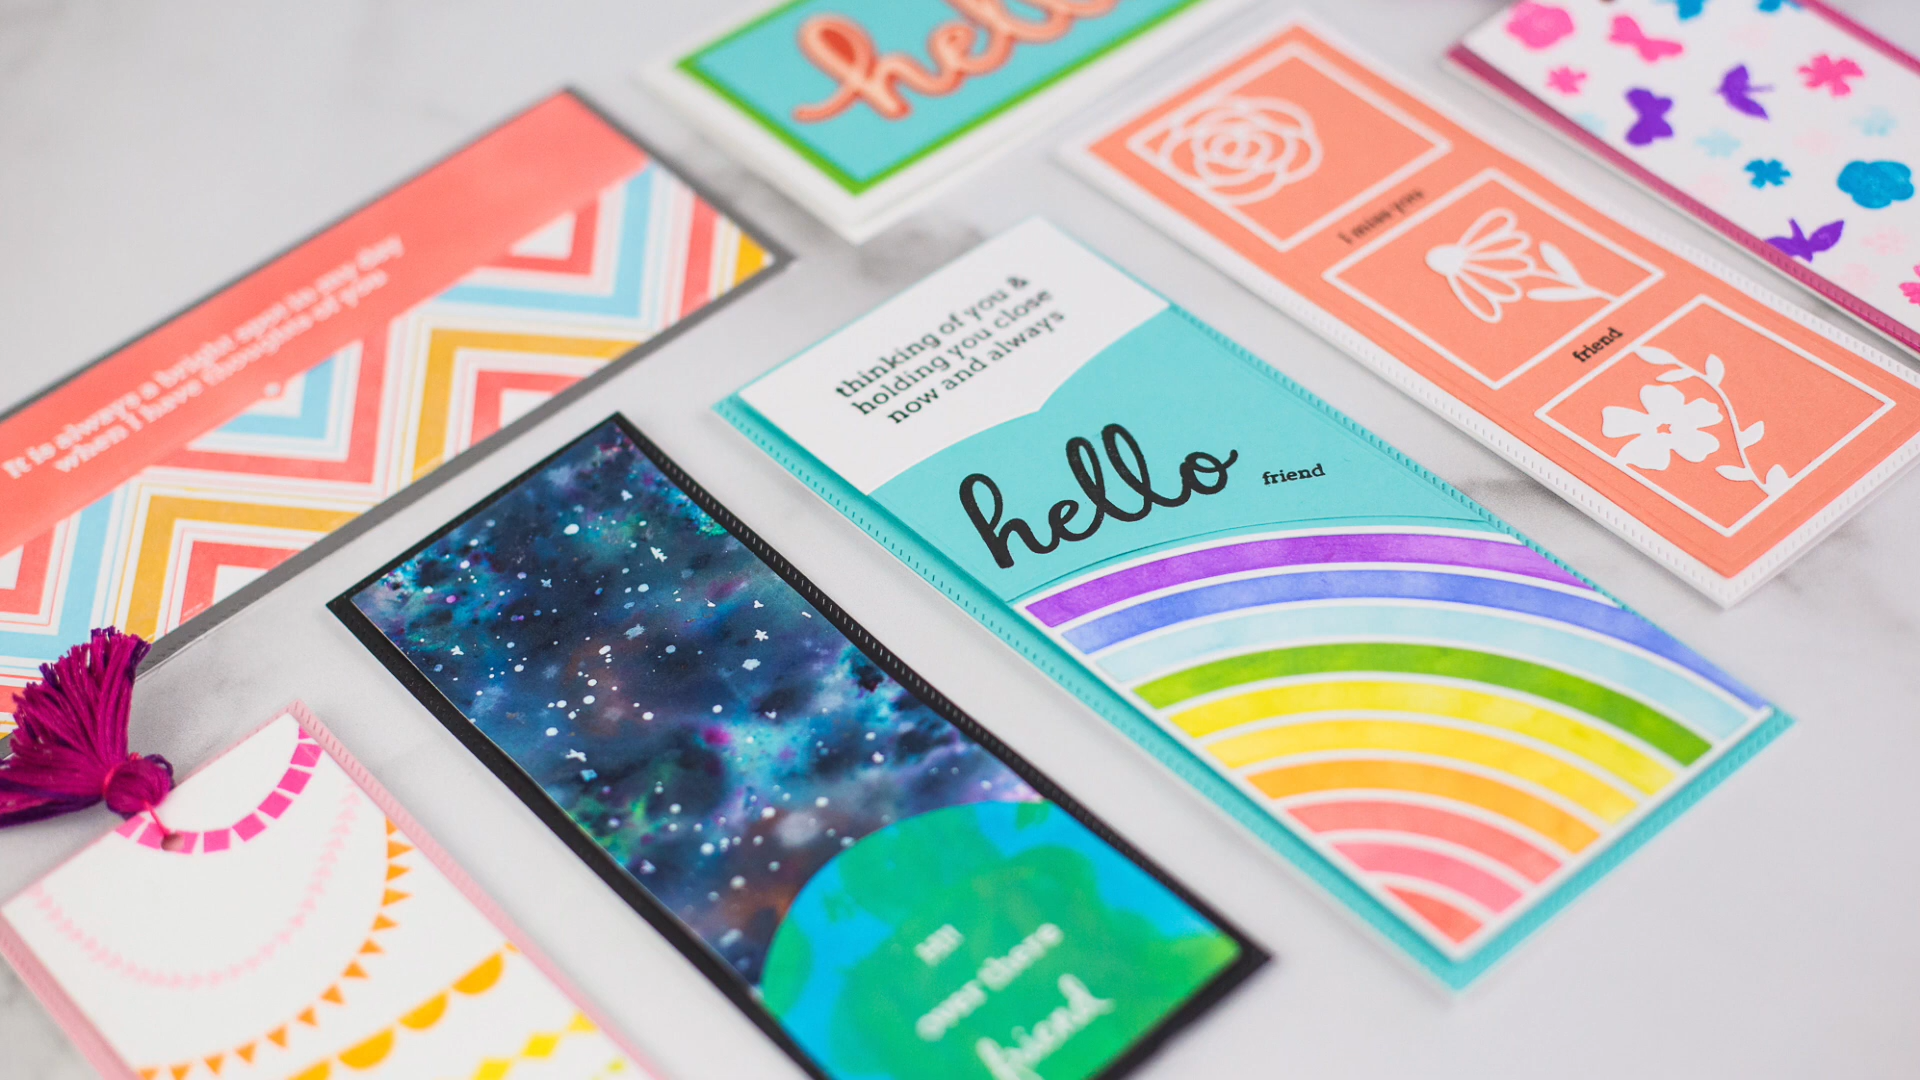 hello
I miss you
friend
It is always a bright spot in my day
when I have thoughts of you
thinking of you &
holding you close
now and always
hello friend
HI
over there
friend